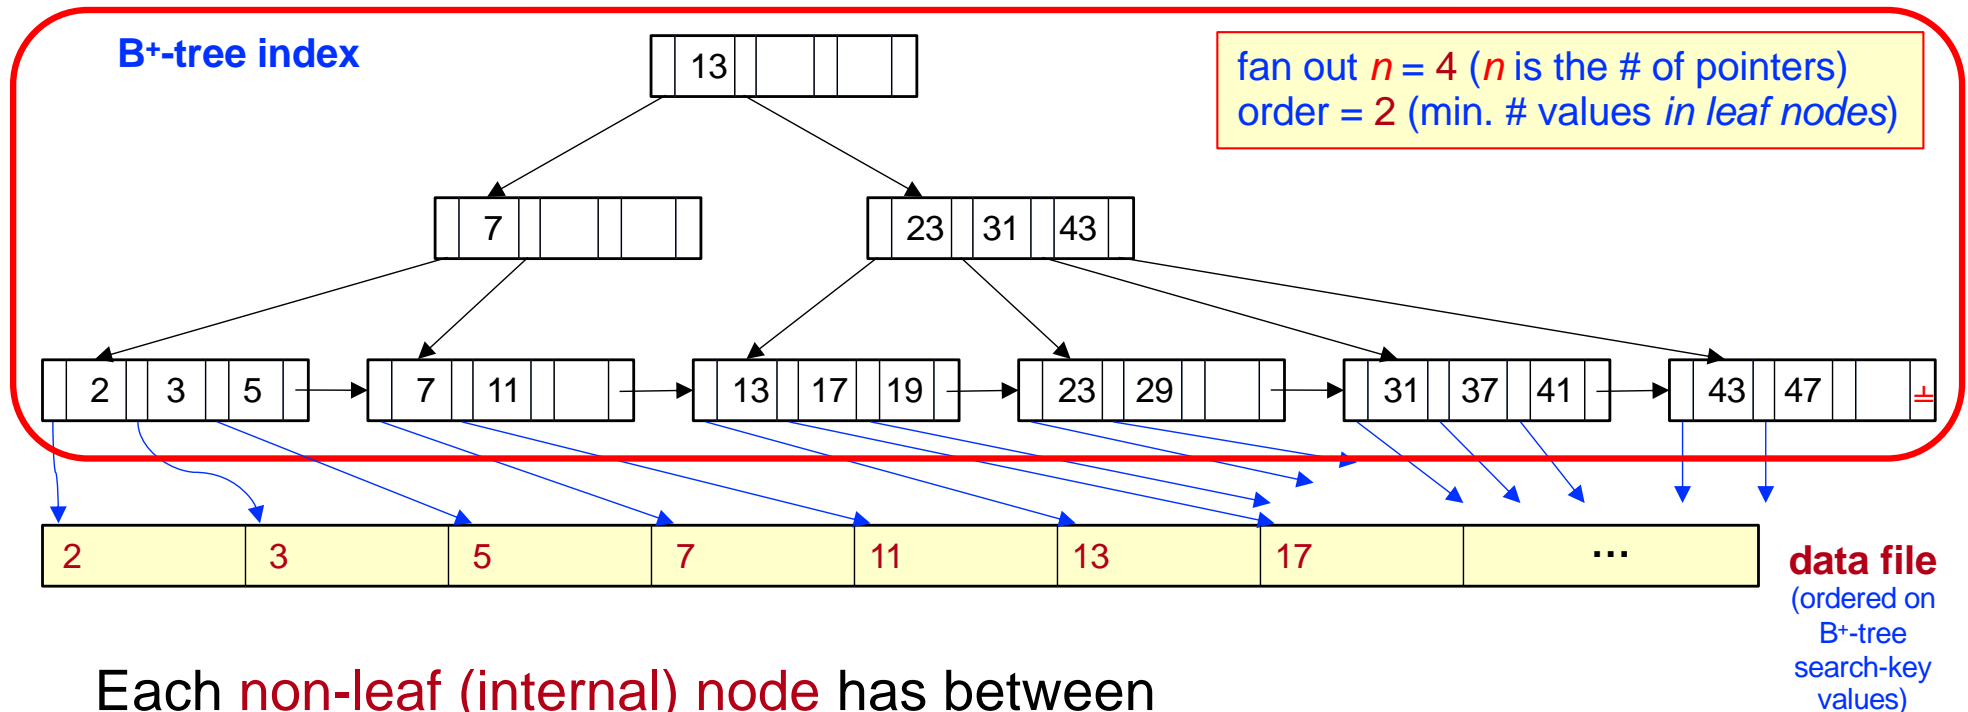 B+-tree index
13
fan out n = 4 (n is the # of pointers)
order = 2 (min. # values in leaf nodes)
7
23 31 43
2 3 5
7 11
13 17 19
23 29
31 37 41
43 47
2 3 5 7 11 13 17 ...
data file
(ordered on
B+-tree
search-key
values)
Each non-leaf (internal) node has between